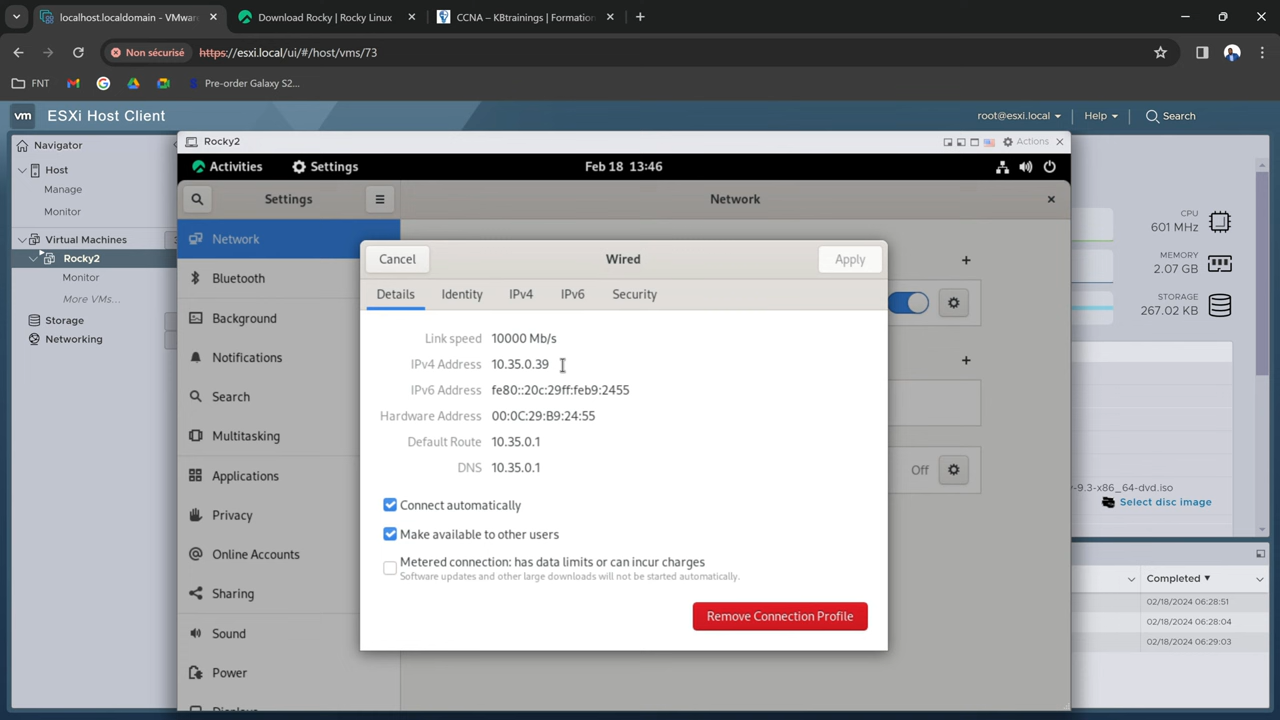 localhost.localdomain - VMwar
Download Rocky | Rocky Linux
CCNA – KBtrainings | Formation
Non sécurisé
https://esxi.local/ui/#/host/vms/73
FNT
Pre-order Galaxy S2...
vm
ESXi Host Client
root@esxi.local
Help
Search
Navigator
Host
Manage
Monitor
Virtual Machines
Rocky2
Monitor
More VMs...
Storage
Networking
Rocky2
Actions
Activities
Settings
Feb 18 13:46
Settings
Network
Network
Bluetooth
Background
Notifications
Search
Multitasking
Applications
Privacy
Online Accounts
Sharing
Sound
Power
Cancel
Wired
Apply
Details
Identity
IPv4
IPv6
Security
Link speed 10000 Mb/s
IPv4 Address 10.35.0.39
IPv6 Address fe80::20c:29ff:feb9:2455
Hardware Address 00:0C:29:B9:24:55
Default Route 10.35.0.1
DNS 10.35.0.1
Connect automatically
Make available to other users
Metered connection: has data limits or can incur charges
Software updates and other large downloads will not be started automatically.
Remove Connection Profile
Off
CPU
601 MHz
MEMORY
2.07 GB
STORAGE
267.02 KB
y-9.3-x86_64-dvd.iso
Select disc image
Completed
02/18/2024 06:28:51
02/18/2024 06:28:04
02/18/2024 06:29:03